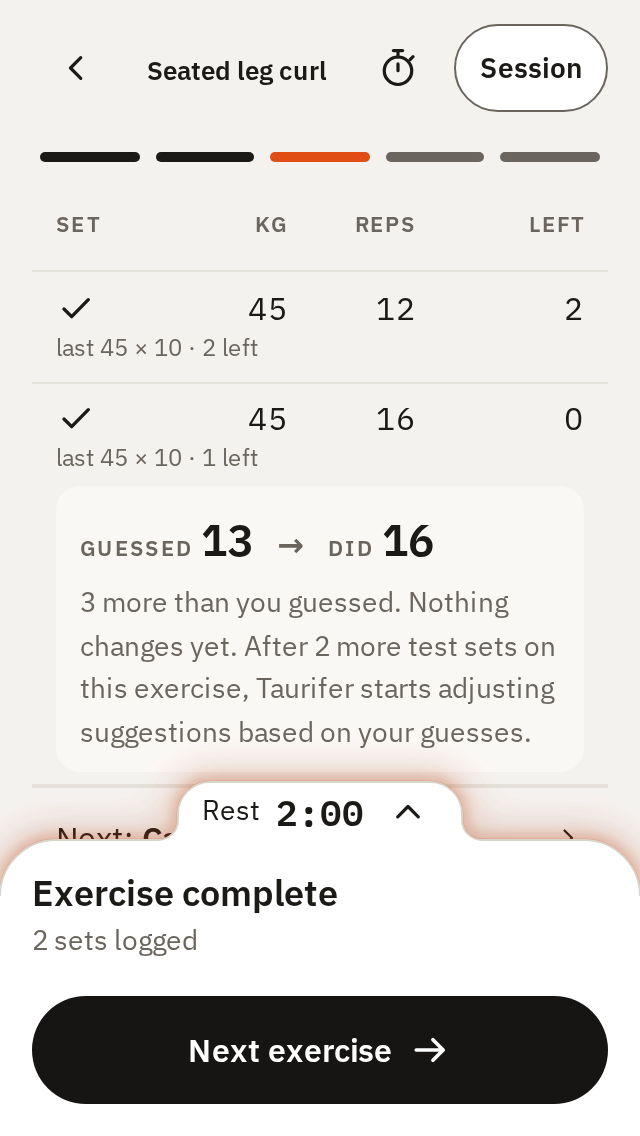 Seated leg curl
Session
SET KG REPS LEFT
45 12 2
last 45 × 10 · 2 left
45 16 0
last 45 × 10 · 1 left
GUESSED 13 → DID 16
3 more than you guessed. Nothing
changes yet. After 2 more test sets on
this exercise, Taurifer starts adjusting
suggestions based on your guesses.
Rest 2:00
Next:
Exercise complete
2 sets logged
Next exercise →